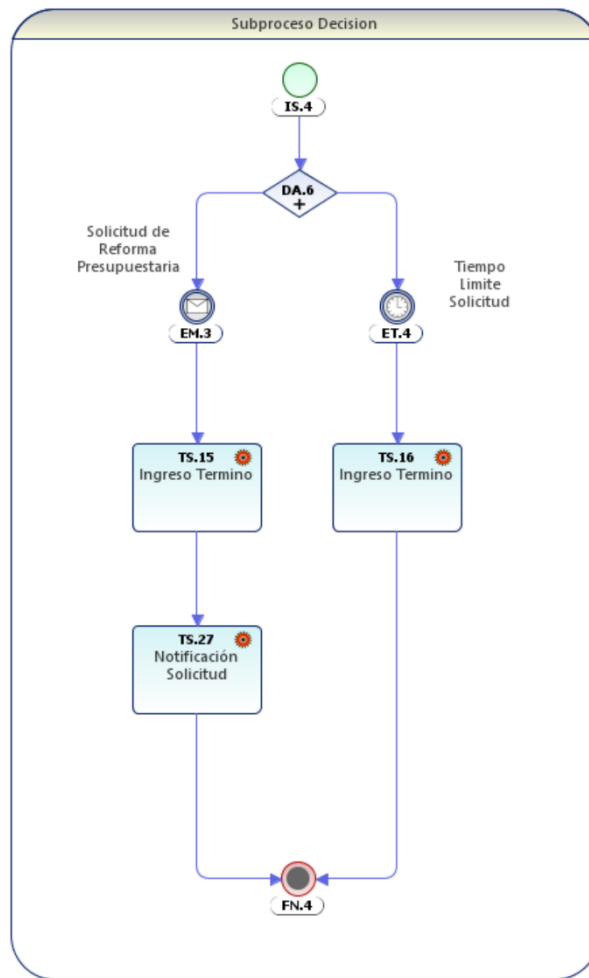 Subproceso Decision
IS.4
DA.6
Solicitud de
Reforma
Presupuestaria
Tiempo
Limite
Solicitud
EM.3
ET.4
TS.15
Ingreso Termino
TS.16
Ingreso Termino
TS.27
Notificación
Solicitud
FN.4